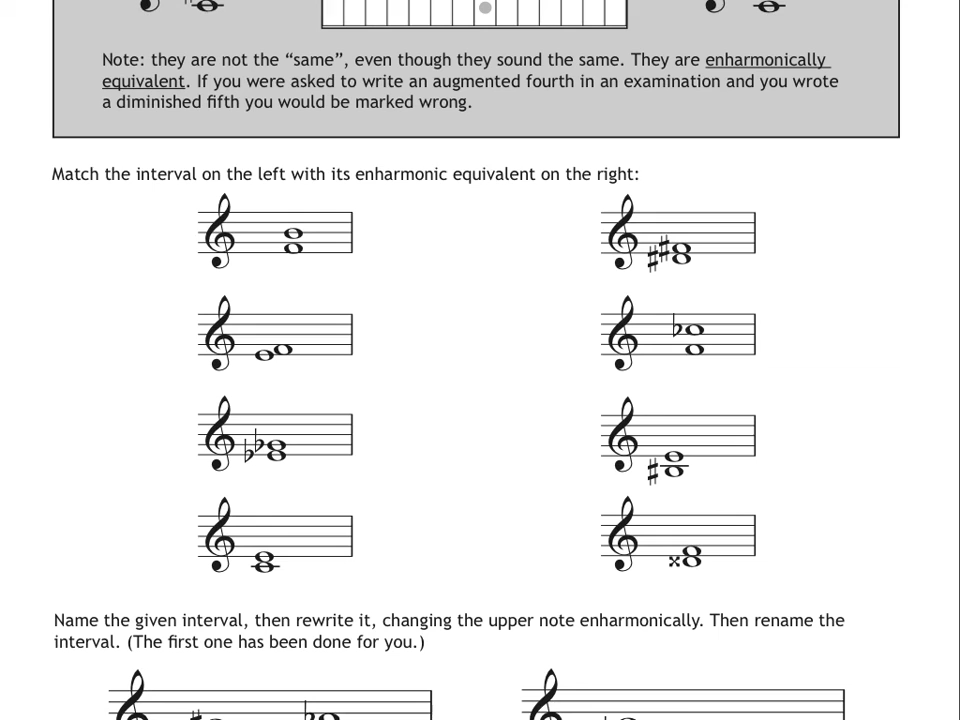 Note: they are not the “same”, even though they sound the same. They are enharmonically
equivalent. If you were asked to write an augmented fourth in an examination and you wrote
a diminished fifth you would be marked wrong.
Match the interval on the left with its enharmonic equivalent on the right:
Name the given interval, then rewrite it, changing the upper note enharmonically. Then rename the
interval. (The first one has been done for you.)